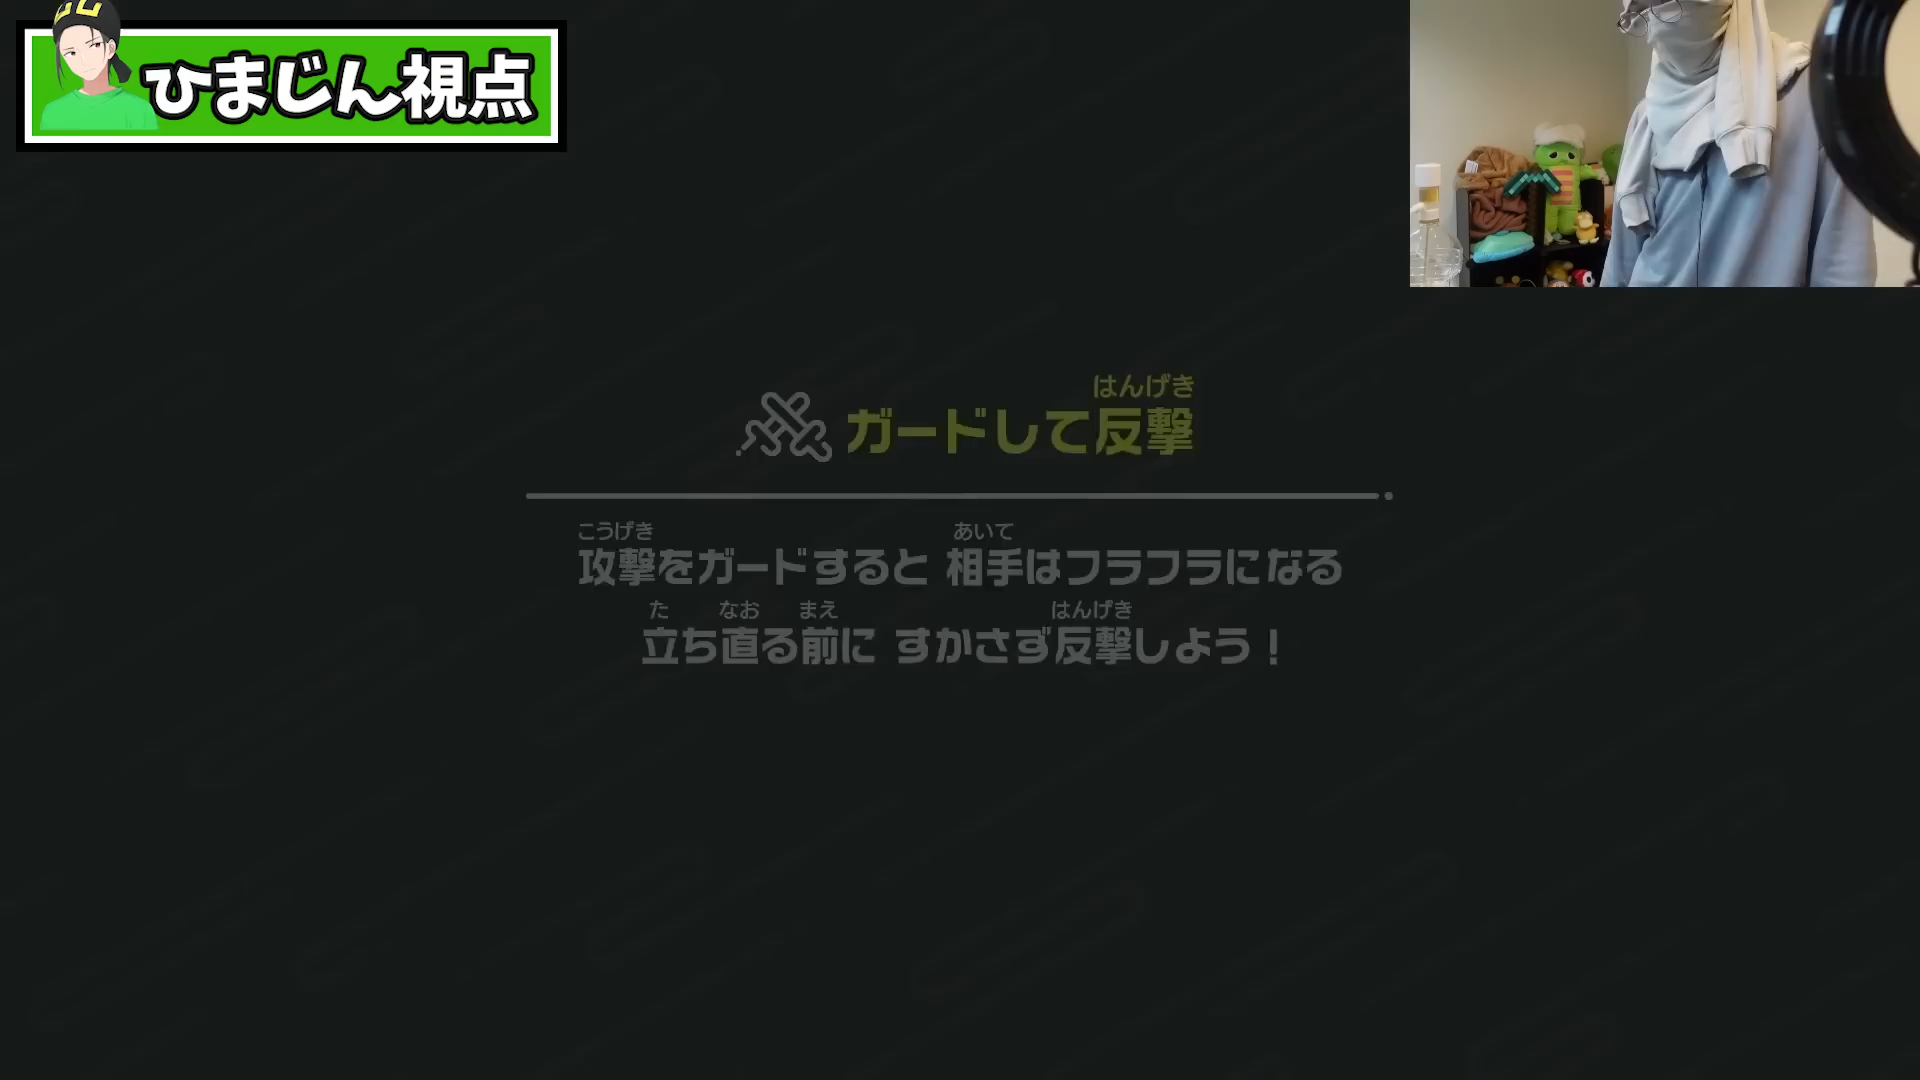 ひまじん視点
はんげき
ガードして反撃
こうげき あいて
攻撃をガードすると 相手はフラフラになる
た なお まえ はんげき
立ち直る前に すかさず反撃しよう！